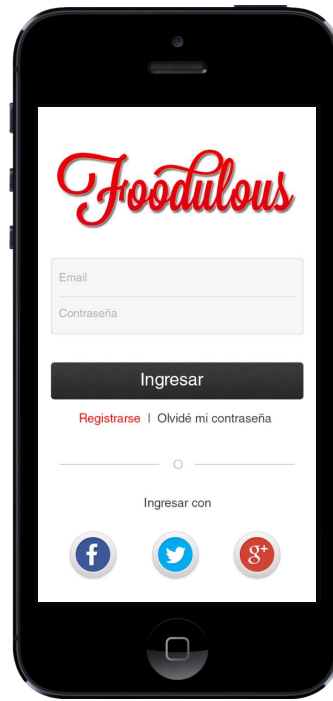 Foodulous
Email
Contraseña
Ingresar
Registrarse | Olvidé mi contraseña
O
Ingresar con
f
g+